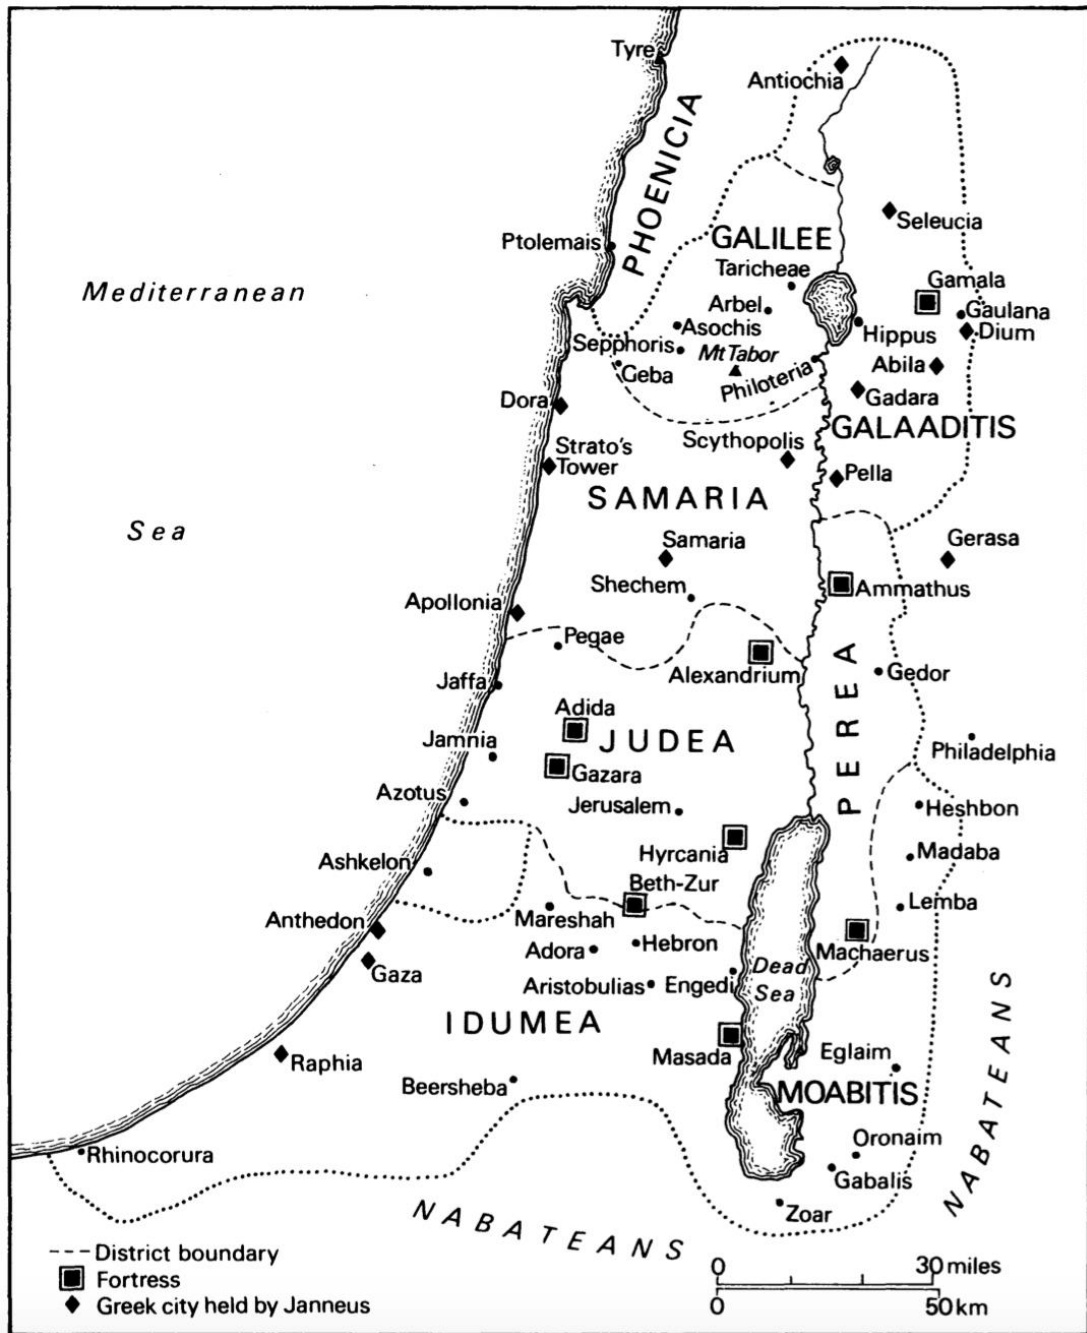 Tyre
Antiochia
PHOENICIA
Seleucia
Ptolemais
GALILEE
Taricheae
Gamala
Mediterranean
Arbel
Gaulana
Asochis
Hippus
Dium
Sepphoris
Mt Tabor
Abila
Geba
Philoteria
Gadara
Dora
GALAADITIS
Scythopolis
Strato's
Tower
Pella
SAMARIA
Sea
Samaria
Gerasa
Shechem
Ammathus
Apollonia
Pegae
Alexandrium
Gedor
Jaffa
PEREA
Adida
JUDEA
Jamnia
Philadelphia
Gazara
Azotus
Jerusalem
Heshbon
Hyrcania
Madaba
Ashkelon
Beth-Zur
Lemba
Mareshah
Anthedon
Hebron
Machaerus
Adora
Dead
Sea
Gaza
Aristobulias
Engedi
IDUMEA
Masada
Eglaim
Raphia
Beersheba
MOABITIS
NABATEANS
Oronaim
Rhinocorura
Gabalis
Zoar
NABATEANS
District boundary
Fortress
Greek city held by Janneus
0 30 miles
0 50 km